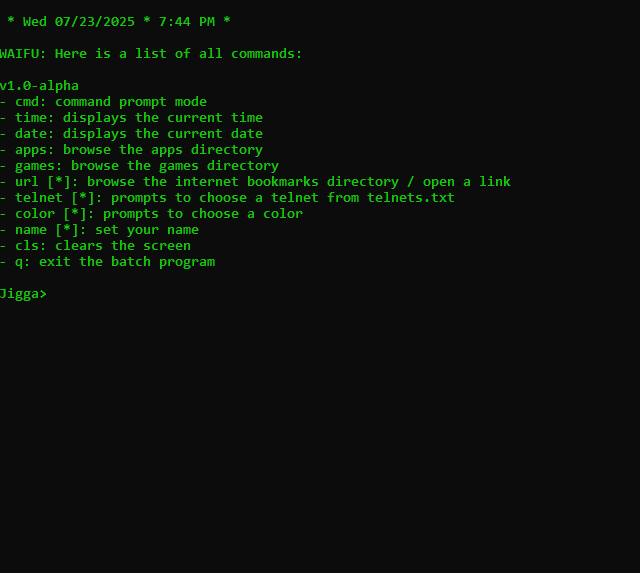 * Wed 07/23/2025 * 7:44 PM *
WAIFU: Here is a list of all commands:
v1.0-alpha
- cmd: command prompt mode
- time: displays the current time
- date: displays the current date
- apps: browse the apps directory
- games: browse the games directory
- url [*]: browse the internet bookmarks directory / open a link
- telnet [*]: prompts to choose a telnet from telnets.txt
- color [*]: prompts to choose a color
- name [*]: set your name
- cls: clears the screen
- q: exit the batch program
Jigga>